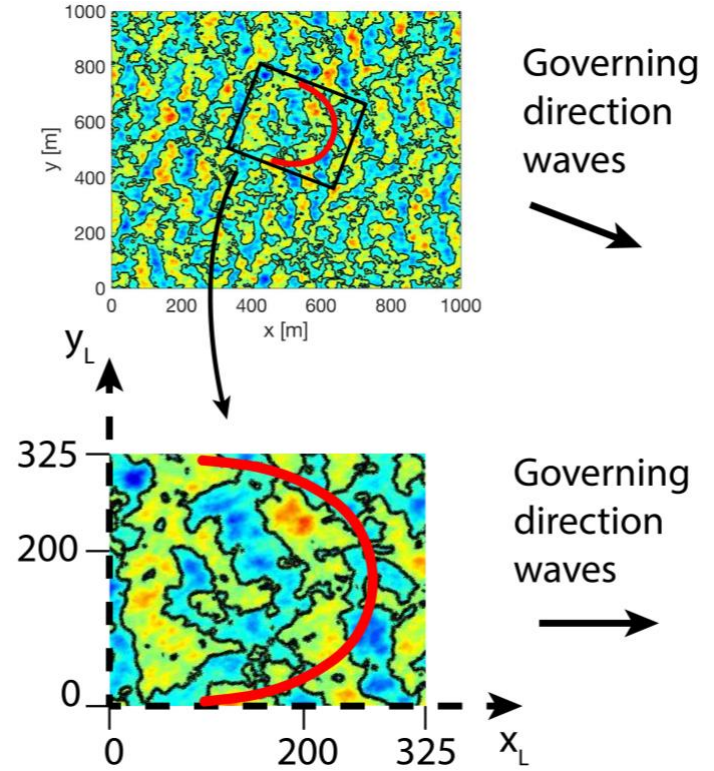 1000
800
600
400
200
0
y [m]
0 200 400 600 800 1000
x [m]
Governing
direction
waves
y_L
325
200
0
0 200 325
x_L
Governing
direction
waves